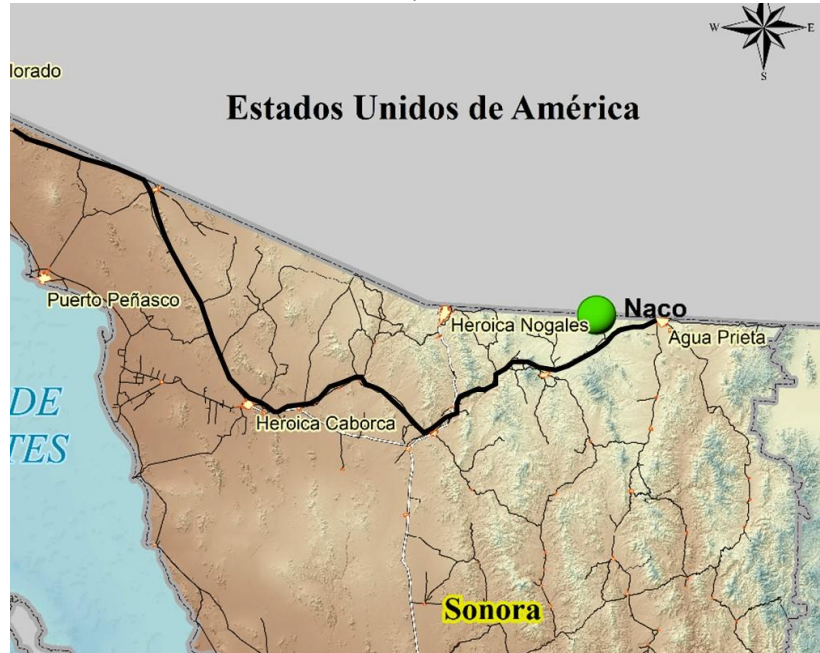 W E
S
lorado
Estados Unidos de América
Puerto Peñasco
Naco
Heroica Nogales
Agua Prieta
DE
TES
Heroica Caborca
Sonora